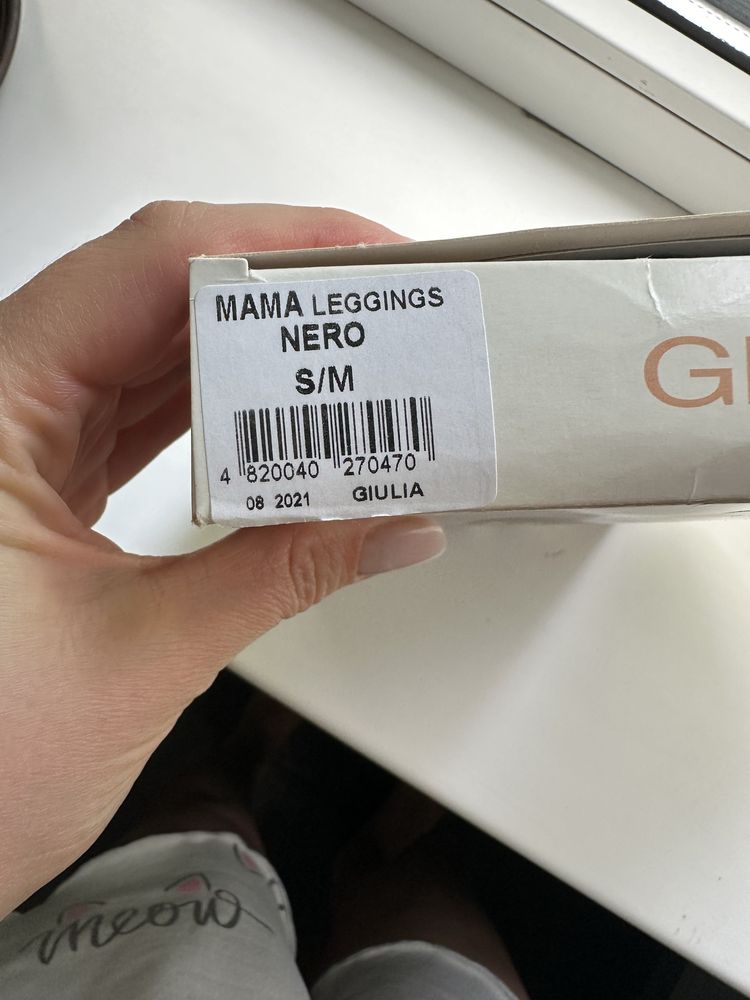 MAMA LEGGINGS
NERO
S/M
4 820040 270470
08 2021 GIULIA
GI
meow